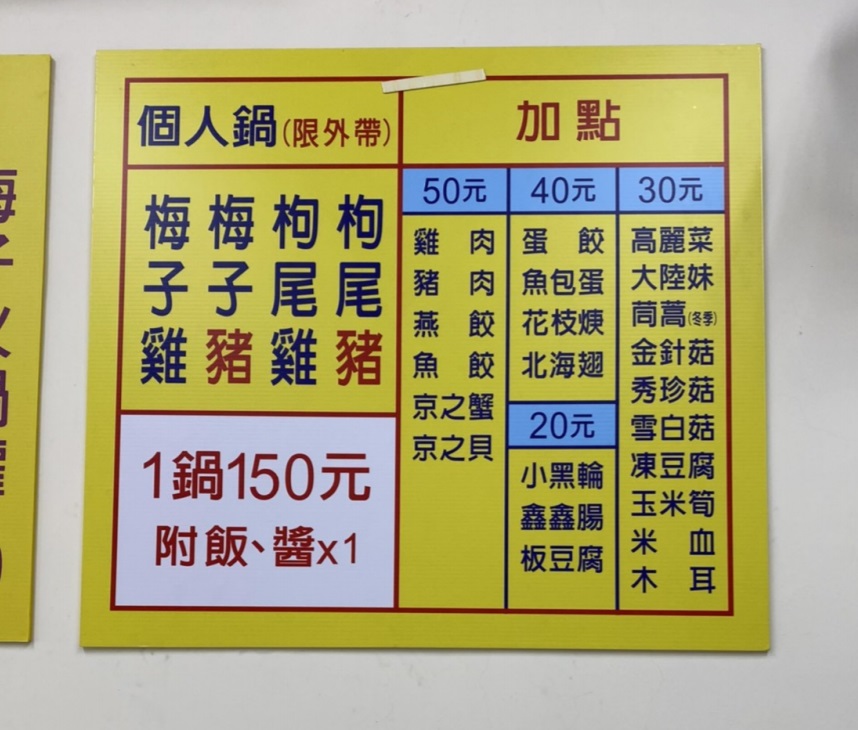 個人鍋(限外帶)
梅子雞
梅子豬
枸尾雞
枸尾豬
1鍋150元
附飯、醬x1
加點
50元
雞肉
豬肉
燕餃
魚餃
京之蟹
京之貝
40元
蛋餃
魚包蛋
花枝焿
北海翅
20元
小黑輪
鑫鑫腸
板豆腐
30元
高麗菜
大陸妹
茼蒿(冬季)
金針菇
秀珍菇
雪白菇
凍豆腐
玉米筍
米血
木耳